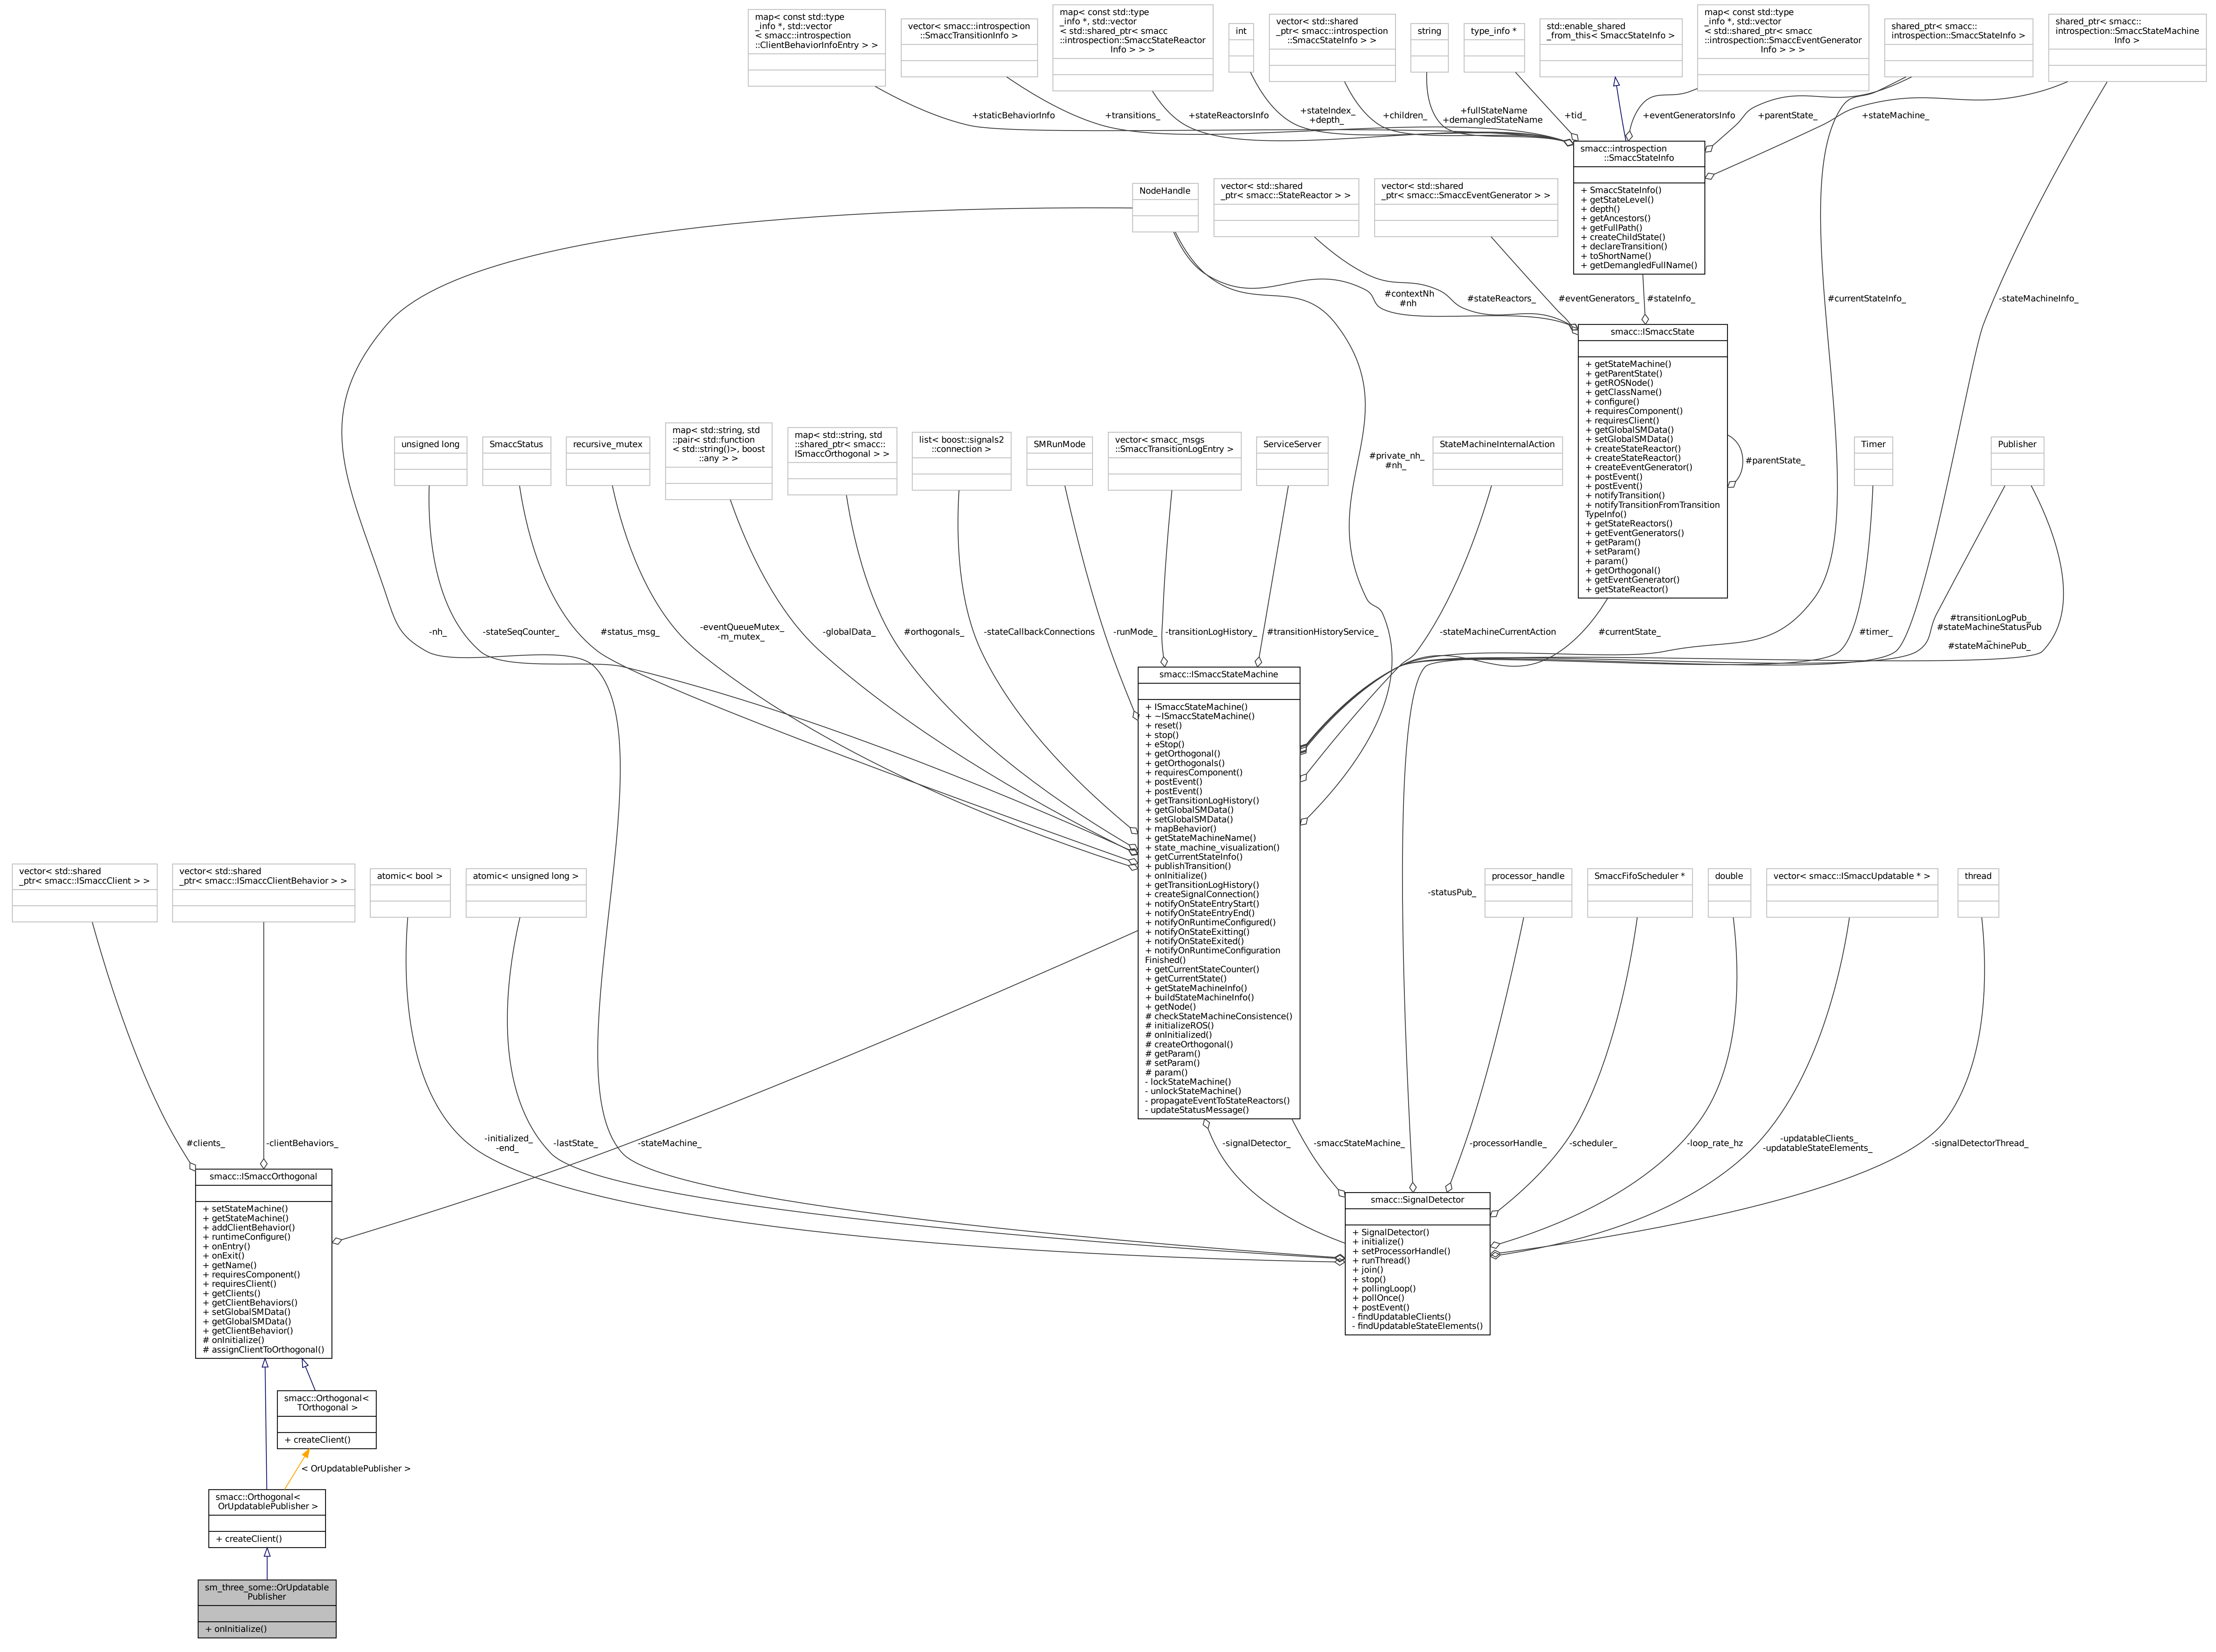 map< const std::type
_info *, std::vector
< smacc::introspection
::ClientBehaviorInfoEntry > >
vector< smacc::introspection
::SmaccTransitionInfo >
map< const std::type
_info *, std::vector
< std::shared_ptr< smacc
::introspection::SmaccStateReactor
Info > > >
int
vector< std::shared
_ptr< smacc::introspection
::SmaccStateInfo > >
string
type_info *
std::enable_shared
_from_this< SmaccStateInfo >
map< const std::type
_info *, std::vector
< std::shared_ptr< smacc
::introspection::SmaccEventGenerator
Info > > >
shared_ptr< smacc::
introspection::SmaccStateInfo >
shared_ptr< smacc::
introspection::SmaccStateMachine
Info >
+staticBehaviorInfo
+transitions_
+stateReactorsInfo
+stateIndex_
+depth_
+children_
+fullStateName
+demangledStateName
+tid_
+eventGeneratorsInfo
+parentState_
+stateMachine_
smacc::introspection
::SmaccStateInfo
+ SmaccStateInfo()
+ getStateLevel()
+ depth()
+ getAncestors()
+ getFullPath()
+ createChildState()
+ declareTransition()
+ toShortName()
+ getDemangledFullName()
NodeHandle
vector< std::shared
_ptr< smacc::StateReactor > >
vector< std::shared
_ptr< smacc::SmaccEventGenerator > >
#contextNh
#nh
#stateReactors_
#eventGenerators_
#stateInfo_
#currentStateInfo_
-stateMachineInfo_
smacc::ISmaccState
+ getStateMachine()
+ getParentState()
+ getROSNode()
+ getClassName()
+ configure()
+ requiresComponent()
+ requiresClient()
+ getGlobalSMData()
+ setGlobalSMData()
+ createStateReactor()
+ createStateReactor()
+ createEventGenerator()
+ postEvent()
+ postEvent()
+ notifyTransition()
+ notifyTransitionFromTransition
TypeInfo()
+ getStateReactors()
+ getEventGenerators()
+ getParam()
+ setParam()
+ param()
+ getOrthogonal()
+ getEventGenerator()
+ getStateReactor()
#parentState_
unsigned long
SmaccStatus
recursive_mutex
map< std::string, std
::pair< std::function
< std::string()>, boost
::any > >
map< std::string, std
::shared_ptr< smacc::
ISmaccOrthogonal > >
list< boost::signals2
::connection >
SMRunMode
vector< smacc_msgs
::SmaccTransitionLogEntry >
ServiceServer
#private_nh_
#nh_
StateMachineInternalAction
Timer
Publisher
-nh_
-stateSeqCounter_
#status_msg_
-eventQueueMutex_
-m_mutex_
-globalData_
#orthogonals_
-stateCallbackConnections
-runMode_
-transitionLogHistory_
#transitionHistoryService_
-stateMachineCurrentAction
#currentState_
#timer_
#transitionLogPub_
#stateMachineStatusPub
_
#stateMachinePub_
smacc::ISmaccStateMachine
+ ISmaccStateMachine()
+ ~ISmaccStateMachine()
+ reset()
+ stop()
+ eStop()
+ getOrthogonal()
+ getOrthogonals()
+ requiresComponent()
+ postEvent()
+ postEvent()
+ getTransitionLogHistory()
+ getGlobalSMData()
+ setGlobalSMData()
+ mapBehavior()
+ getStateMachineName()
+ state_machine_visualization()
+ getCurrentStateInfo()
+ publishTransition()
+ onInitialize()
+ getTransitionLogHistory()
+ createSignalConnection()
+ notifyOnStateEntryStart()
+ notifyOnStateEntryEnd()
+ notifyOnRuntimeConfigured()
+ notifyOnStateExitting()
+ notifyOnStateExited()
+ notifyOnRuntimeConfiguration
Finished()
+ getCurrentStateCounter()
+ getCurrentState()
+ getStateMachineInfo()
+ buildStateMachineInfo()
+ getNode()
# checkStateMachineConsistence()
# initializeROS()
# onInitialized()
# createOrthogonal()
# getParam()
# setParam()
# param()
- lockStateMachine()
- unlockStateMachine()
- propagateEventToStateReactors()
- updateStatusMessage()
vector< std::shared
_ptr< smacc::ISmaccClient > >
vector< std::shared
_ptr< smacc::ISmaccClientBehavior > >
atomic< bool >
atomic< unsigned long >
-statusPub_
processor_handle
SmaccFifoScheduler *
double
vector< smacc::ISmaccUpdatable * >
thread
#clients_
-clientBehaviors_
-initialized_
-end_
-lastState_
-stateMachine_
-signalDetector_
-smaccStateMachine_
-processorHandle_
-scheduler_
-loop_rate_hz
-updatableClients_
-updatableStateElements_
-signalDetectorThread_
smacc::ISmaccOrthogonal
+ setStateMachine()
+ getStateMachine()
+ addClientBehavior()
+ runtimeConfigure()
+ onEntry()
+ onExit()
+ getName()
+ requiresComponent()
+ requiresClient()
+ getClients()
+ getClientBehaviors()
+ setGlobalSMData()
+ getGlobalSMData()
+ getClientBehavior()
# onInitialize()
# assignClientToOrthogonal()
smacc::SignalDetector
+ SignalDetector()
+ initialize()
+ setProcessorHandle()
+ runThread()
+ join()
+ stop()
+ pollingLoop()
+ pollOnce()
+ postEvent()
- findUpdatableClients()
- findUpdatableStateElements()
smacc::Orthogonal<
TOrthogonal >
+ createClient()
< OrUpdatablePublisher >
smacc::Orthogonal<
OrUpdatablePublisher >
+ createClient()
sm_three_some::OrUpdatable
Publisher
+ onInitialize()